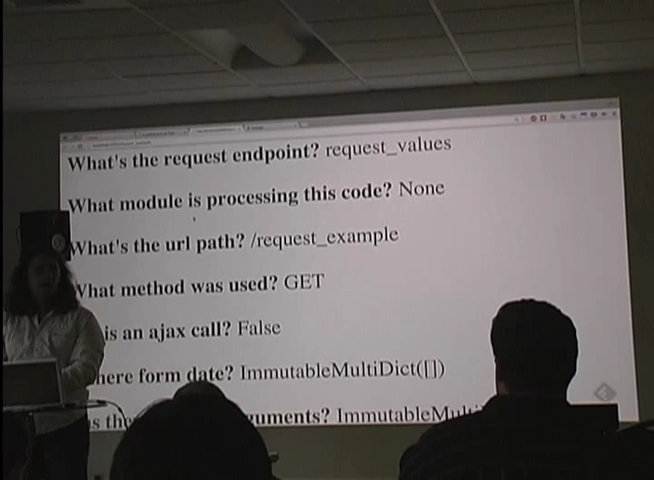 What's the request endpoint? request_values
What module is processing this code? None
What's the url path? /request_example
What method was used? GET
is an ajax call? False
here form date? ImmutableMultiDict([])
uments? ImmutableMul